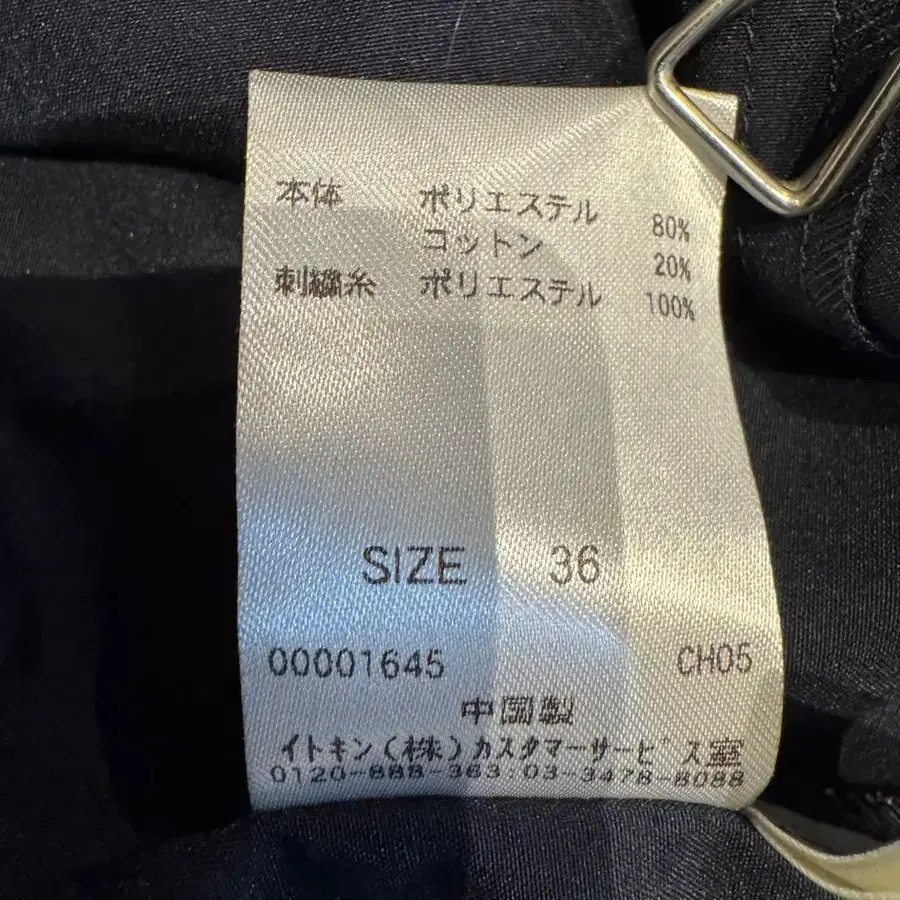 本体 ポリエステル 80%
コットン 20%
刺繍糸 ポリエステル 100%
SIZE 36
00001645 CH05
中国製
イトキン(株)カスタマーサービス室
0120-888-363:03-3478-8088